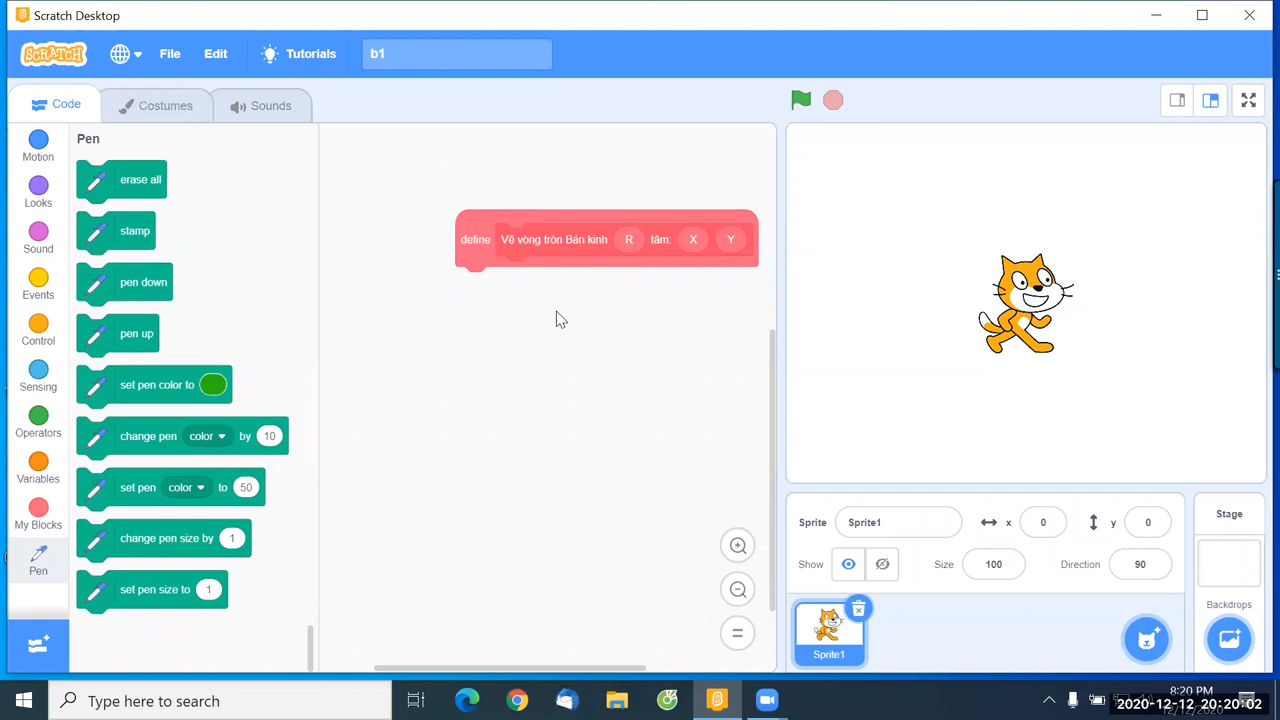 Scratch Desktop
SCRATCH
File
Edit
Tutorials
b1
Code
Costumes
Sounds
Motion
Looks
Sound
Events
Control
Sensing
Operators
Variables
My Blocks
Pen
Pen
erase all
stamp
pen down
pen up
set pen color to
change pen color by 10
set pen color to 50
change pen size by 1
set pen size to 1
define Vẽ vòng tròn Bán kinh R tâm: X Y
Sprite Sprite1 x 0 y 0
Show Size 100 Direction 90
Sprite1
Stage
Backdrops
Type here to search
8:20 PM
2020-12-12 20:20:02